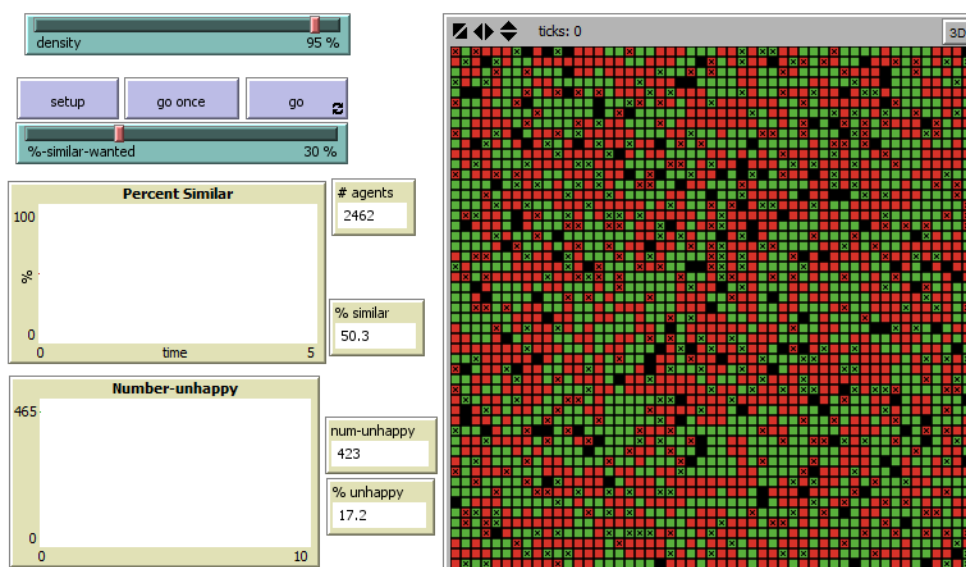 density 95 %
setup
go once
go
%-similar-wanted 30 %
Percent Similar
100
%
0
0 time 5
# agents
2462
% similar
50.3
Number-unhappy
465
0
0 10
num-unhappy
423
% unhappy
17.2
ticks: 0
3D